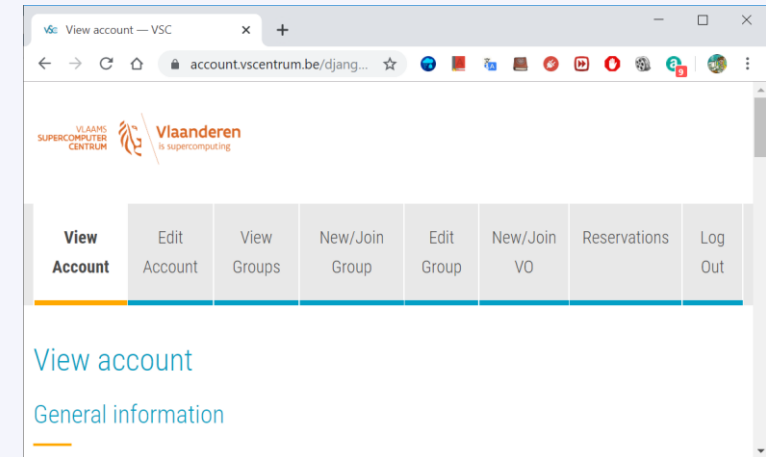 View account — VSC
account.vscentrum.be/djang...
9
VLAAMS
SUPERCOMPUTER
CENTRUM
Vlaanderen
is supercomputing
View Account
Edit Account
View Groups
New/Join Group
Edit Group
New/Join VO
Reservations
Log Out
View account
General information